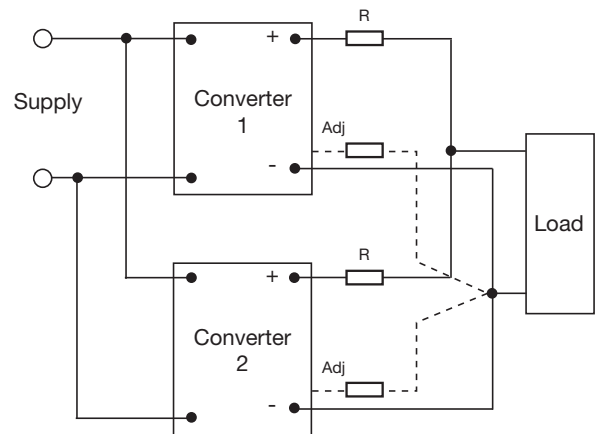 R
+
Supply
Converter
1
Adj
-
Load
R
+
Converter
2
Adj
-